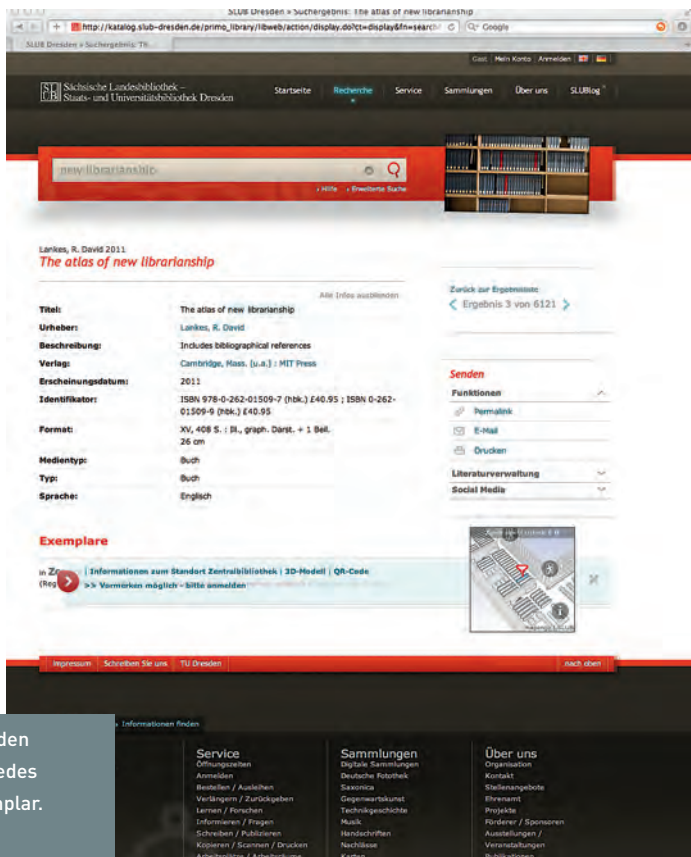 SLUB Dresden » Suchergebnis: The atlas of new librarianship
http://katalog.slub-dresden.de/primo_library/libweb/action/display.do?ct=display&fn=search
Google
SLUB Dresden » Suchergebnis: Th...
Gast Mein Konto Anmelden
Sächsische Landesbibliothek –
Staats- und Universitätsbibliothek Dresden
Startseite Recherche Service Sammlungen Über uns SLUBlog
new librarianship
› Hilfe › Erweiterte Suche
Lankes, R. David 2011
The atlas of new librarianship
Alle Infos ausblenden
Titel: The atlas of new librarianship
Urheber: Lankes, R. David
Beschreibung: Includes bibliographical references
Verlag: Cambridge, Mass. [u.a.] : MIT Press
Erscheinungsdatum: 2011
Identifikator: ISBN 978-0-262-01509-7 (hbk.) £40.95 ; ISBN 0-262-
01509-9 (hbk.) £40.95
Format: XV, 408 S. : Ill., graph. Darst. + 1 Beil.
26 cm
Medientyp: Buch
Typ: Buch
Sprache: Englisch
Zurück zur Ergebnisliste
Ergebnis 3 von 6121
Senden
Funktionen
Permalink
E-Mail
Drucken
Literaturverwaltung
Social Media
Exemplare
in
| Informationen zum Standort Zentralbibliothek | 3D-Modell | QR-Code
(Reg
>> Vormerken möglich - bitte anmelden
Impressum Schreiben Sie uns TU Dresden nach oben
Informationen finden
den
edes
plar.
Service
Öffnungszeiten
Anmelden
Bestellen / Ausleihen
Verlängern / Zurückgeben
Lernen / Forschen
Informieren / Fragen
Schreiben / Publizieren
Kopieren / Scannen / Drucken
Arbeitsplätze / Arbeitsräume
Sammlungen
Digitale Sammlungen
Deutsche Fotothek
Saxonica
Gegenwartskunst
Technikgeschichte
Musik
Handschriften
Nachlässe
Karten
Über uns
Organisation
Kontakt
Stellenangebote
Ehrenamt
Projekte
Förderer / Sponsoren
Ausstellungen /
Veranstaltungen
Publikationen